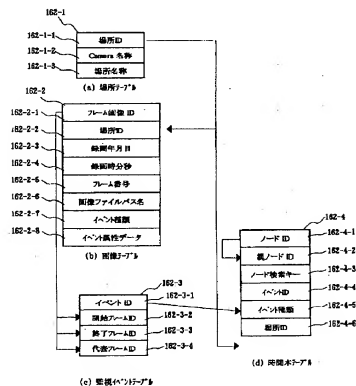 162-1
162-1-1 場所ID
162-1-2 Camera 名称
162-1-3 場所名称
(a) 場所ﾃｰﾌﾞﾙ
162-2
162-2-1 フレーム画像 ID
162-2-2 場所ID
162-2-3 録画年月日
162-2-4 録画時分秒
162-2-5 フレーム番号
162-2-6 画像ファイルパス名
162-2-7 イベント種類
162-2-8 イベント属性データ
(b) 画像ﾃｰﾌﾞﾙ
162-3
イベント ID 162-3-1
開始フレームID 162-3-2
終了フレームID 162-3-3
代表フレームID 162-3-4
(c) 監視ｲﾍﾞﾝﾄﾃｰﾌﾞﾙ
162-4
ノード ID 162-4-1
親ノード ID 162-4-2
ノード検索キー 162-4-3
イベントID 162-4-4
イベント種類 162-4-5
場所ID 162-4-6
(d) 時間木ﾃｰﾌﾞﾙ